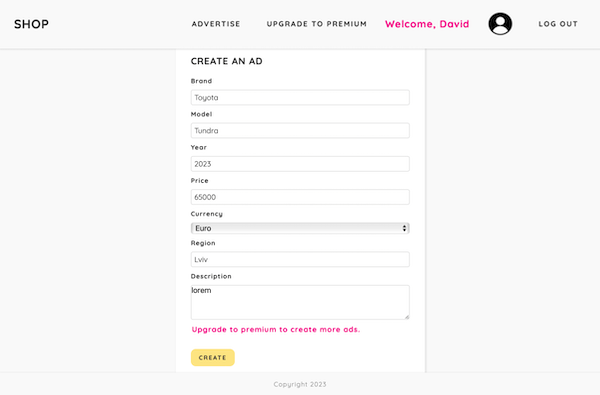 SHOP
ADVERTISE
UPGRADE TO PREMIUM
Welcome, David
LOG OUT
CREATE AN AD
Brand
Toyota
Model
Tundra
Year
2023
Price
65000
Currency
Euro
Region
Lviv
Description
lorem
Upgrade to premium to create more ads.
CREATE
Copyright 2023